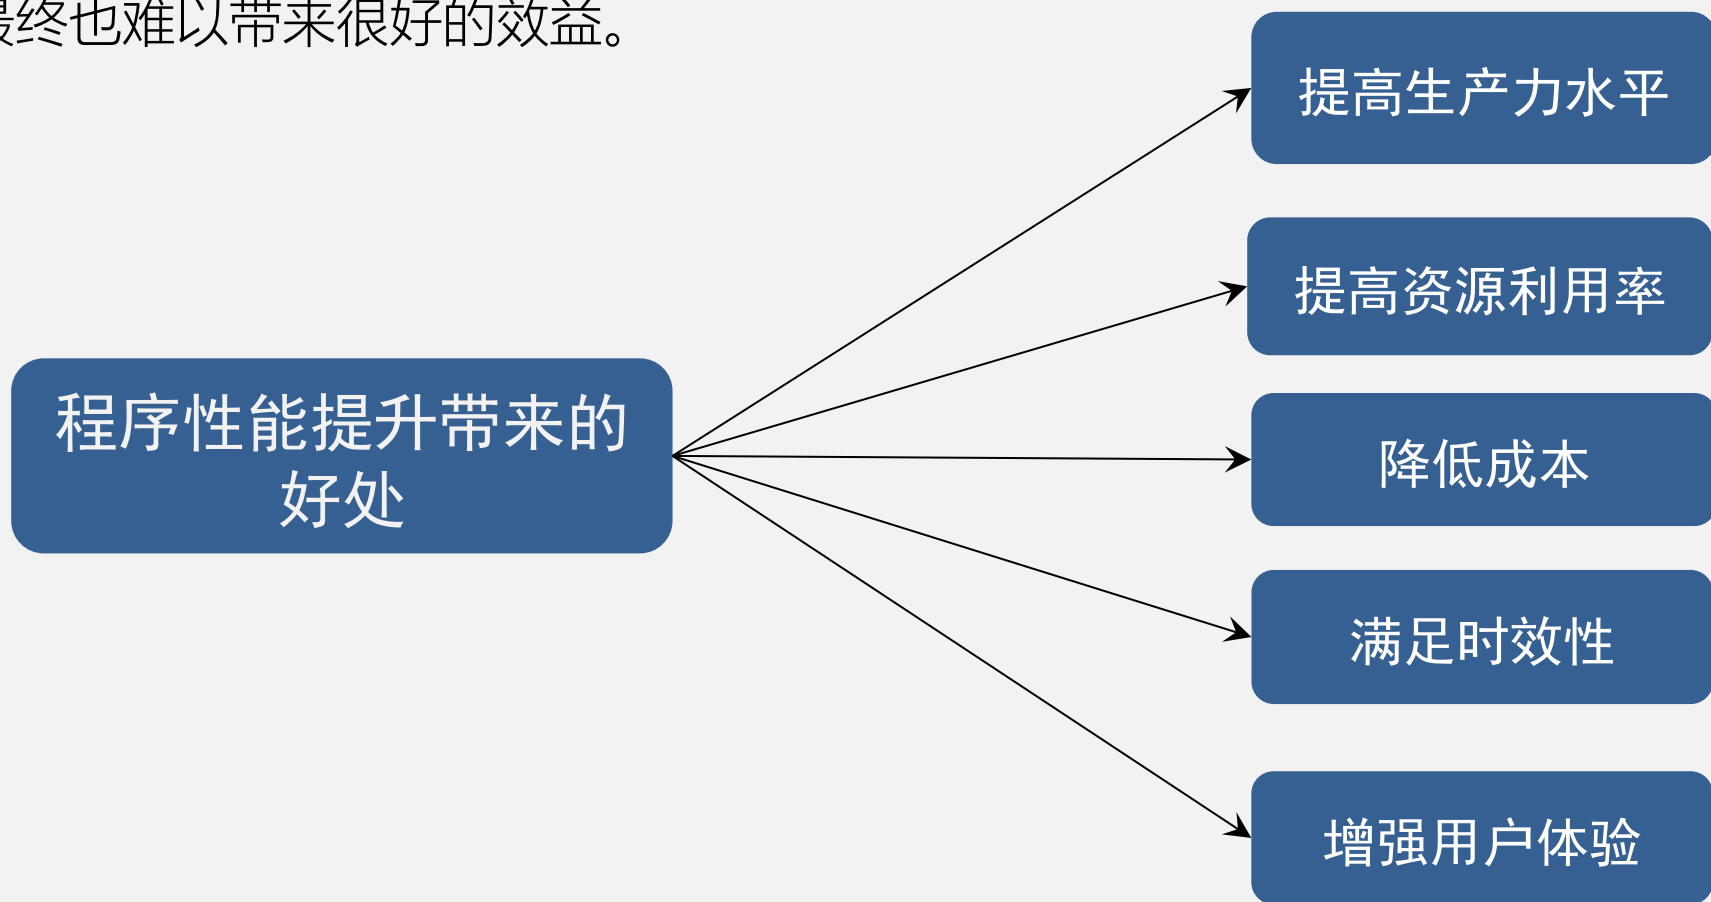 最终也难以带来很好的效益。
提高生产力水平
提高资源利用率
程序性能提升带来的
好处
降低成本
满足时效性
增强用户体验